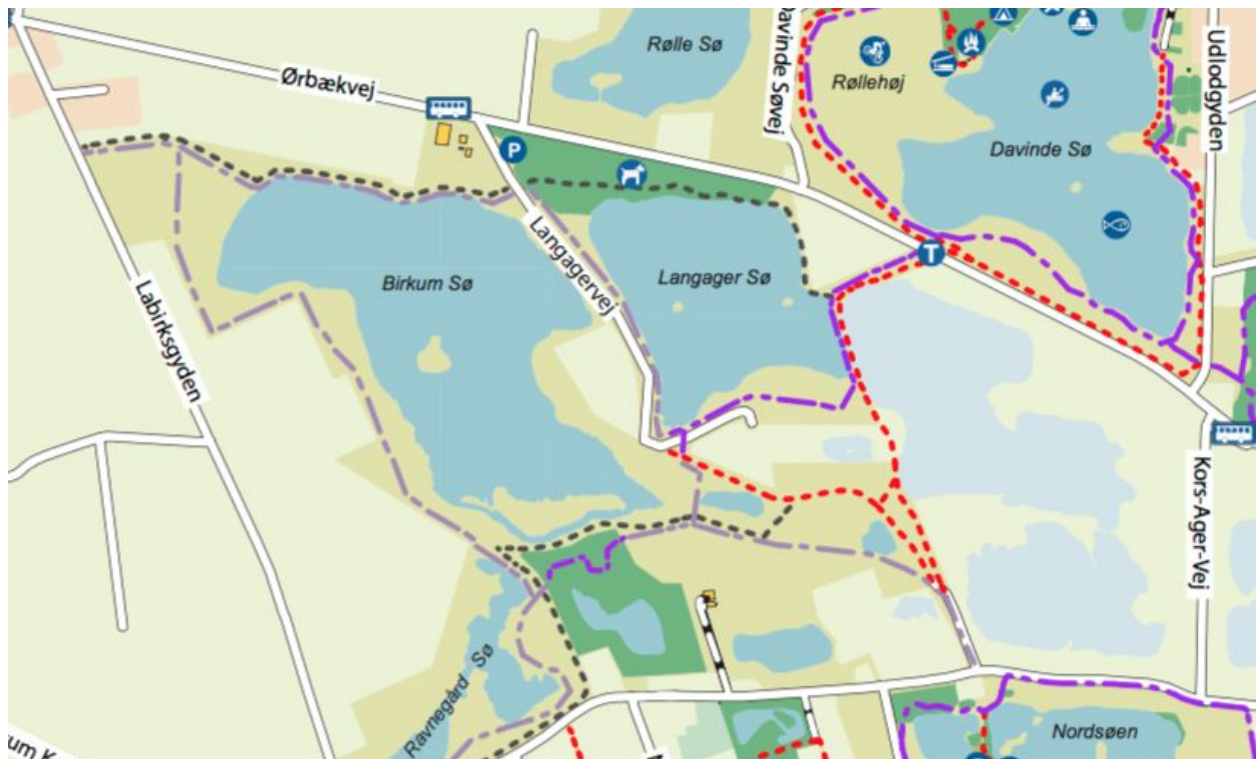 Rølle Sø
Davinde Søvej
Ørbækvej
Røllehøj
Udlodgyden
P
Davinde Sø
Langagervej
Birkum Sø
Langager Sø
T
Labirksgyden
Kors-Ager-Vej
Ravnegård Sø
Nordsøen
um K